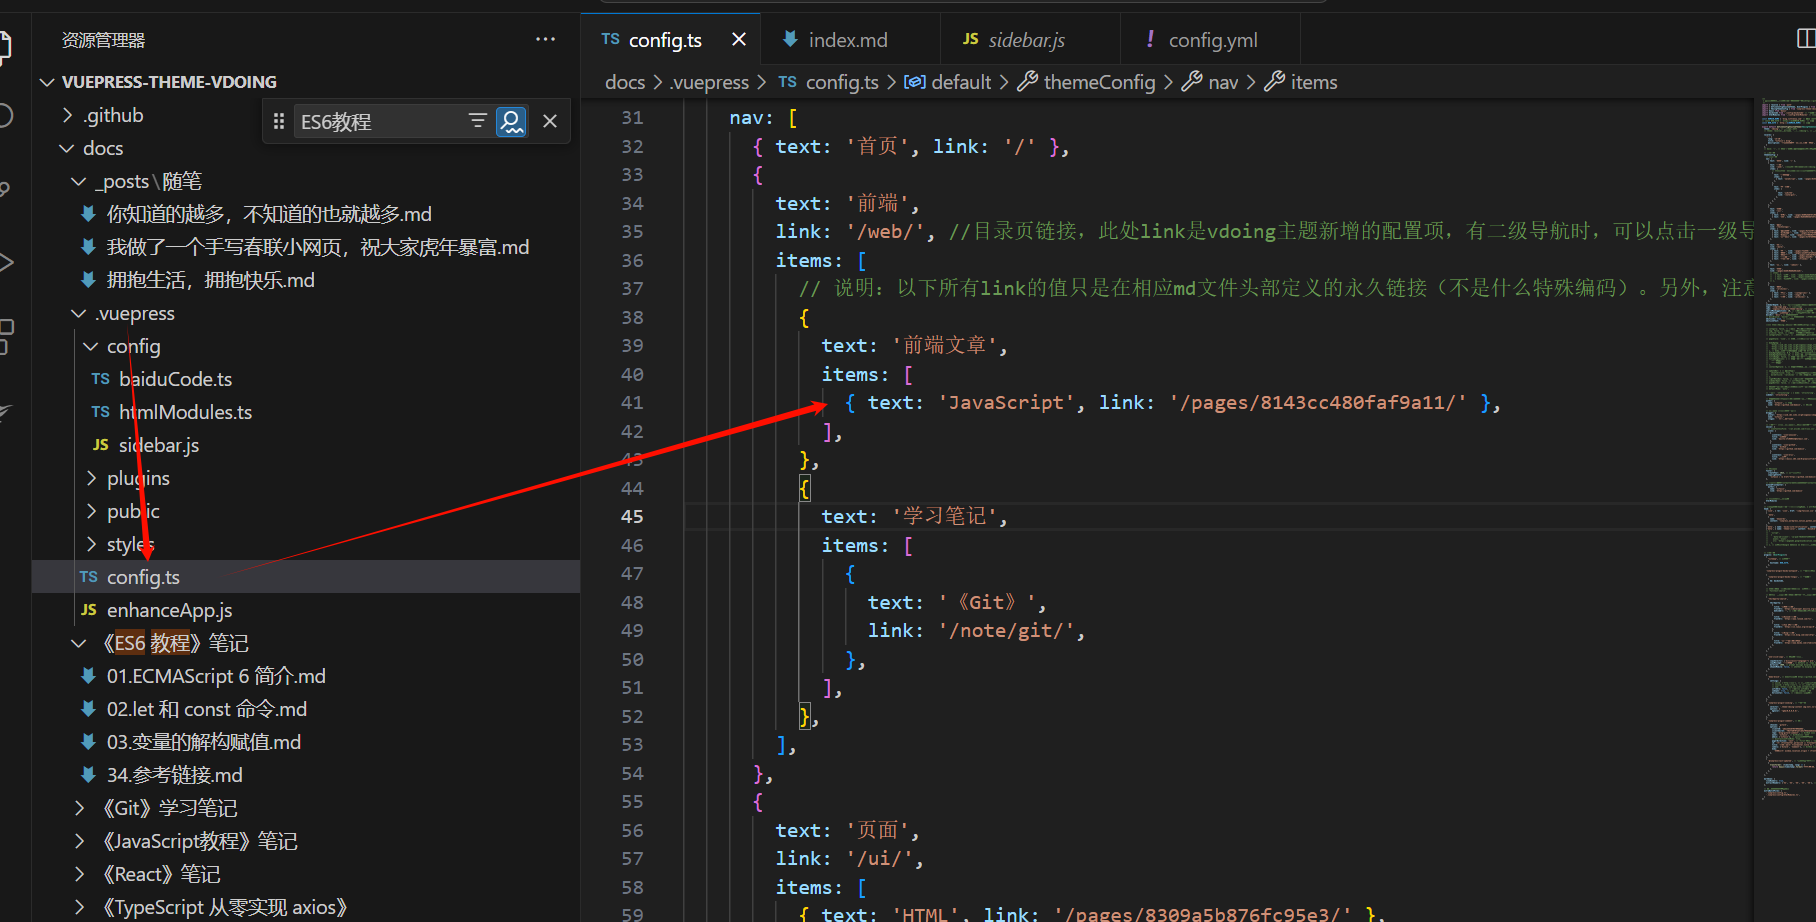 资源管理器
VUEPRESS-THEME-VDOING
.github
ES6教程
docs
_posts\随笔
你知道的越多，不知道的也就越多.md
我做了一个手写春联小网页，祝大家虎年暴富.md
拥抱生活，拥抱快乐.md
.vuepress
config
TS baiduCode.ts
TS htmlModules.ts
JS sidebar.js
plugins
public
styles
TS config.ts
JS enhanceApp.js
《ES6 教程》笔记
01.ECMAScript 6 简介.md
02.let 和 const 命令.md
03.变量的解构赋值.md
34.参考链接.md
《Git》学习笔记
《JavaScript教程》笔记
《React》笔记
《TypeScript 从零实现 axios》
TS config.ts
index.md
JS sidebar.js
! config.yml
docs > .vuepress > TS config.ts > default > themeConfig > nav > items
31 nav: [
32 { text: '首页', link: '/' },
33 {
34 text: '前端',
35 link: '/web/', //目录页链接，此处link是vdoing主题新增的配置项，有二级导航时，可以点击一级导
36 items: [
37 // 说明：以下所有link的值只是在相应md文件头部定义的永久链接（不是什么特殊编码）。另外，注意
38 {
39 text: '前端文章',
40 items: [
41 { text: 'JavaScript', link: '/pages/8143cc480faf9a11/' },
42 ],
43 },
44 {
45 text: '学习笔记',
46 items: [
47 {
48 text: '《Git》',
49 link: '/note/git/',
50 },
51 ],
52 },
53 ],
54 },
55 {
56 text: '页面',
57 link: '/ui/',
58 items: [
59 { text: 'HTML', link: '/pages/8309a5b876fc95e3/' },